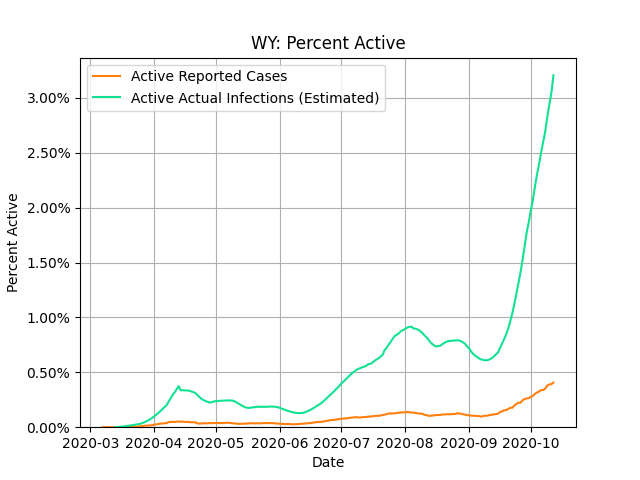 WY: Percent Active
Active Reported Cases
Active Actual Infections (Estimated)
3.00%
2.50%
2.00%
1.50%
1.00%
0.50%
0.00%
Percent Active
2020-03 2020-04 2020-05 2020-06 2020-07 2020-08 2020-09 2020-10
Date